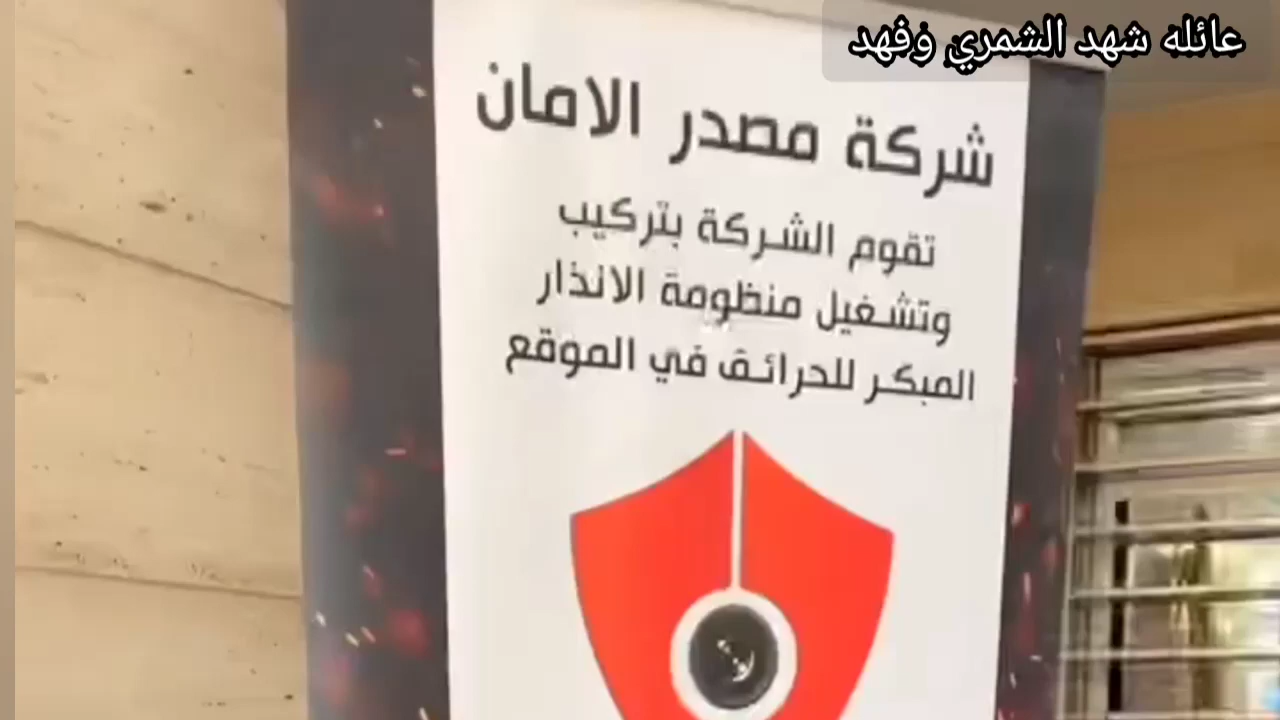 عائله شهد الشمري وفهد
شركة مصدر الامان
تقوم الشركة بتركيب
وتشغيل منظومة الانذار
المبكر للحرائق في الموقع